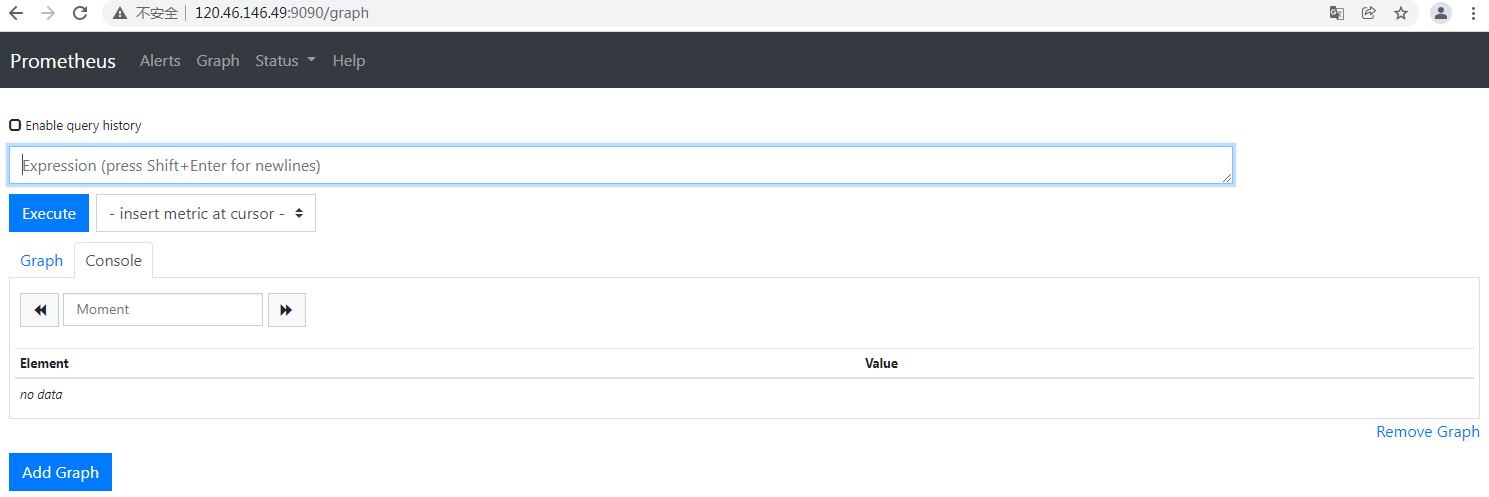 不安全 120.46.146.49:9090/graph
Prometheus Alerts Graph Status Help
Enable query history
Expression (press Shift+Enter for newlines)
Execute - insert metric at cursor -
Graph Console
Moment
Element Value
no data
Remove Graph
Add Graph